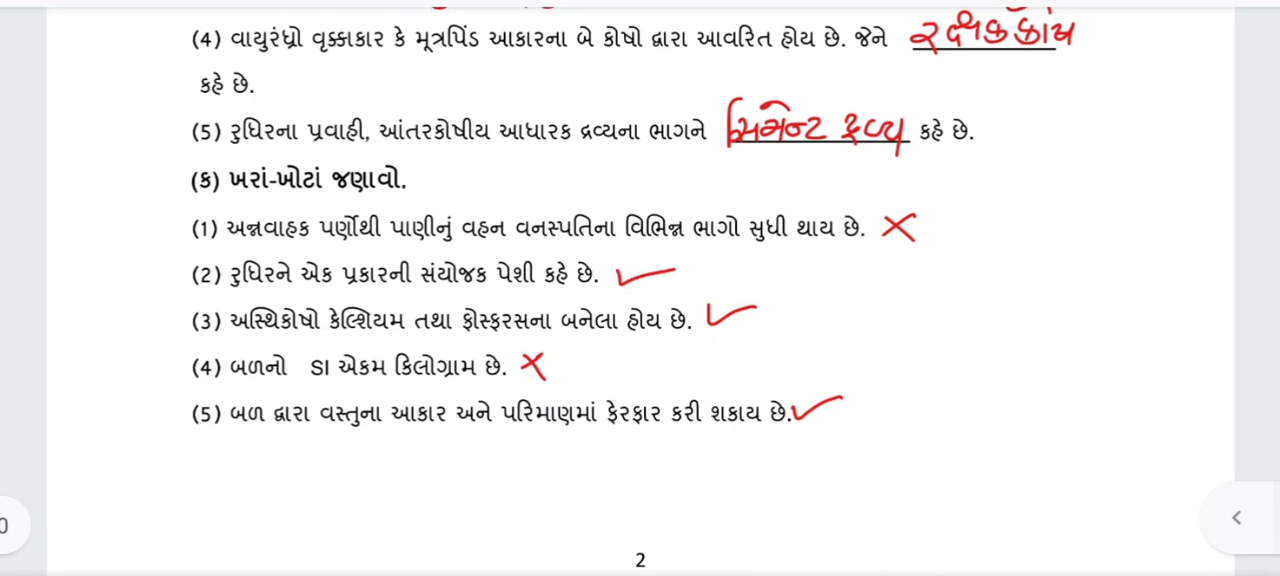 (4) વાયુરંધ્રો વૃક્કાકાર કે મૂત્રપિંડ આકારના બે કોષો દ્વારા આવરિત હોય છે. જેને રક્ષક કોષ
કહે છે.
(5) રુધિરના પ્રવાહી, આંતરકોષીય આધારક દ્રવ્યના ભાગને સિમેન્ટ દ્રવ્ય કહે છે.
(ક) ખરાં-ખોટાં જણાવો.
(1) અન્નવાહક પર્ણોથી પાણીનું વહન વનસ્પતિના વિભિન્ન ભાગો સુધી થાય છે. ✗
(2) રુધિરને એક પ્રકારની સંયોજક પેશી કહે છે. ✓
(3) અસ્થિકોષો કેલ્શિયમ તથા ફોસ્ફરસના બનેલા હોય છે. ✓
(4) બળનો SI એકમ કિલોગ્રામ છે. ✗
(5) બળ દ્વારા વસ્તુના આકાર અને પરિમાણમાં ફેરફાર કરી શકાય છે. ✓
2